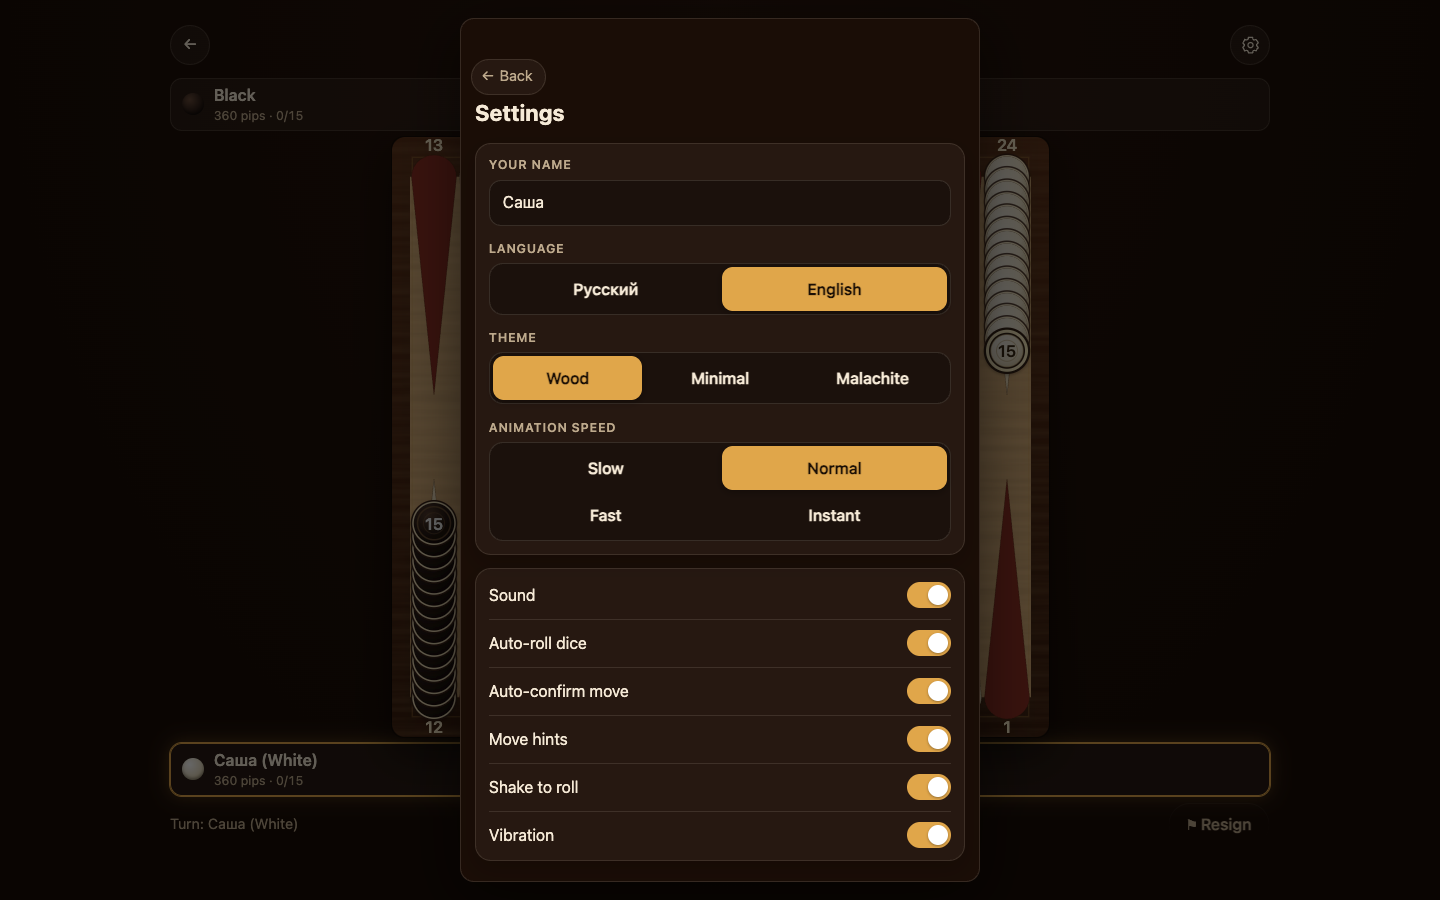 ← Back
Settings
Black
360 pips · 0/15
13
24
YOUR NAME
Саша
LANGUAGE
Русский English
THEME
Wood Minimal Malachite
15
ANIMATION SPEED
Slow Normal
Fast Instant
15
Sound
Auto-roll dice
Auto-confirm move
Move hints
Shake to roll
Vibration
12
1
Саша (White)
360 pips · 0/15
Turn: Саша (White)
Resign